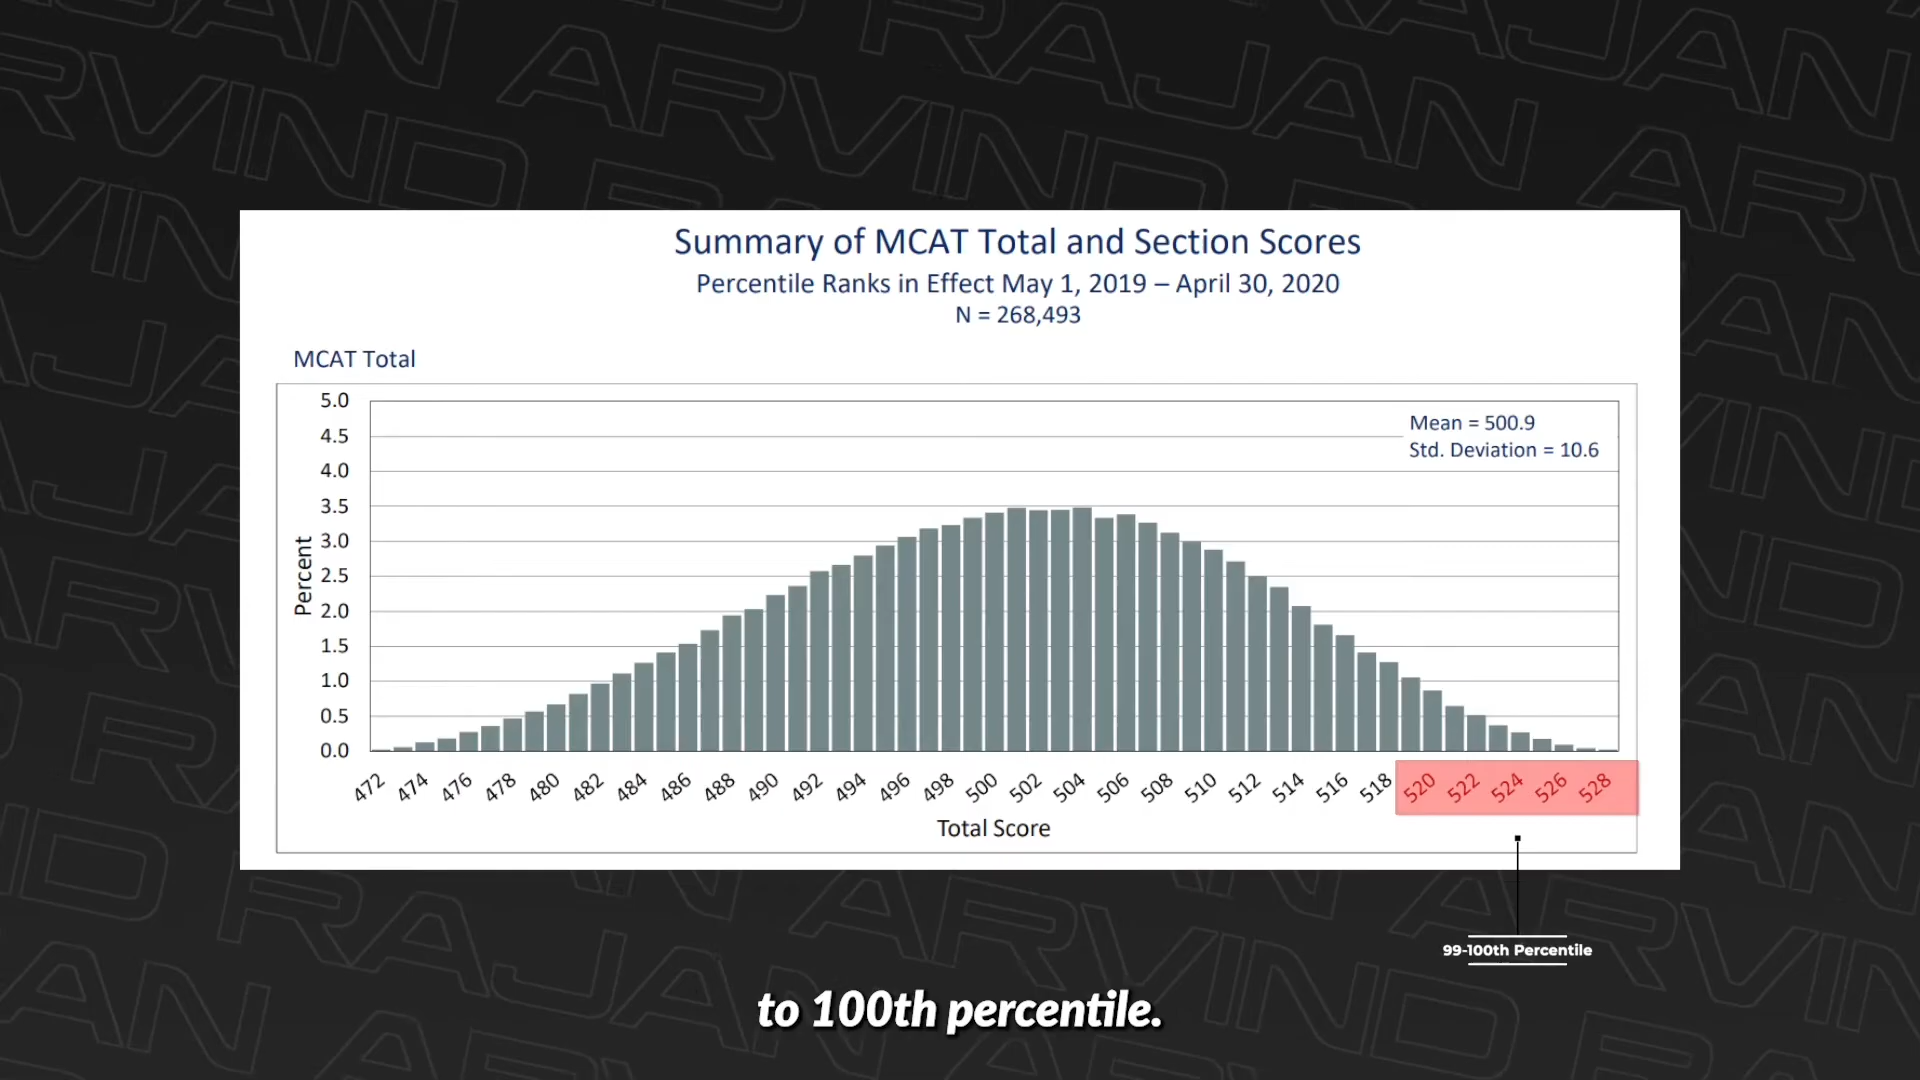 ARVIND RAJAN
Summary of MCAT Total and Section Scores
Percentile Ranks in Effect May 1, 2019 – April 30, 2020
N = 268,493
MCAT Total
Mean = 500.9
Std. Deviation = 10.6
5.0
4.5
4.0
3.5
3.0
2.5
2.0
1.5
1.0
0.5
0.0
Percent
472 474 476 478 480 482 484 486 488 490 492 494 496 498 500 502 504 506 508 510 512 514 516 518 520 522 524 526 528
Total Score
99-100th Percentile
to 100th percentile.